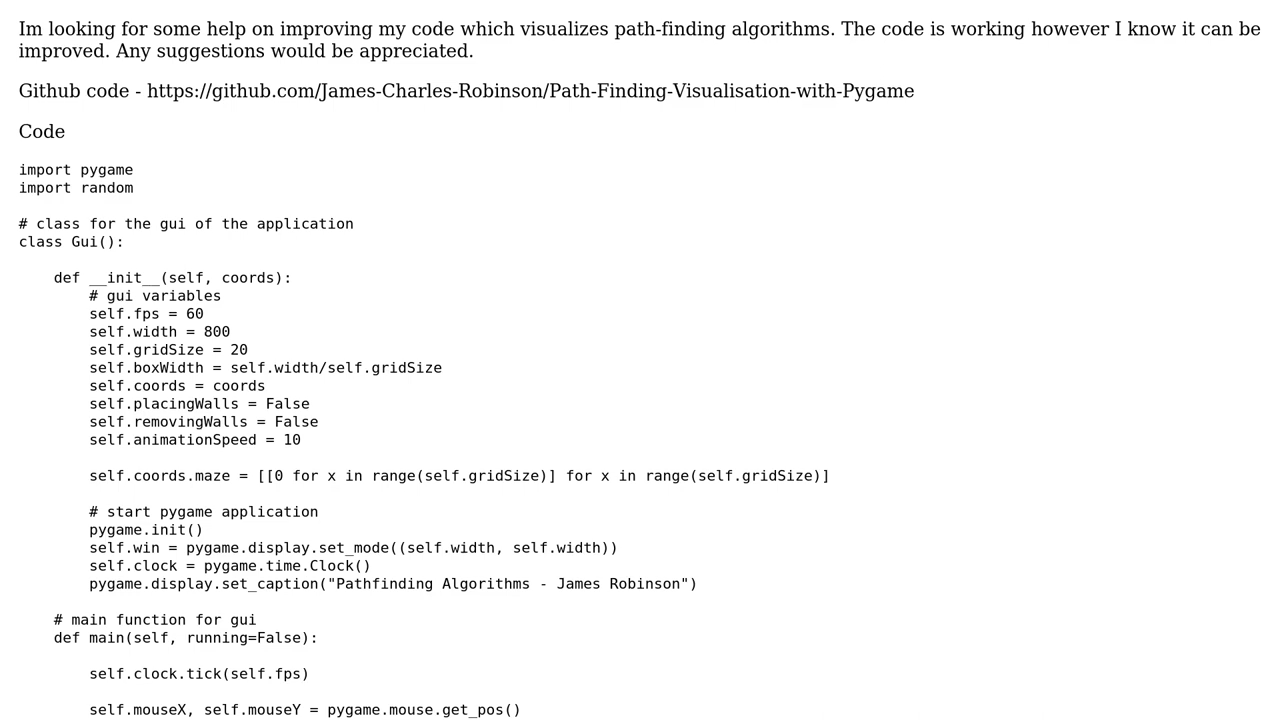 Im looking for some help on improving my code which visualizes path-finding algorithms. The code is working however I know it can be
improved. Any suggestions would be appreciated.
Github code - https://github.com/James-Charles-Robinson/Path-Finding-Visualisation-with-Pygame
Code
import pygame
import random
# class for the gui of the application
class Gui():
    def __init__(self, coords):
        # gui variables
        self.fps = 60
        self.width = 800
        self.gridSize = 20
        self.boxWidth = self.width/self.gridSize
        self.coords = coords
        self.placingWalls = False
        self.removingWalls = False
        self.animationSpeed = 10
        self.coords.maze = [[0 for x in range(self.gridSize)] for x in range(self.gridSize)]
        # start pygame application
        pygame.init()
        self.win = pygame.display.set_mode((self.width, self.width))
        self.clock = pygame.time.Clock()
        pygame.display.set_caption("Pathfinding Algorithms - James Robinson")
    # main function for gui
    def main(self, running=False):
        self.clock.tick(self.fps)
        self.mouseX, self.mouseY = pygame.mouse.get_pos()